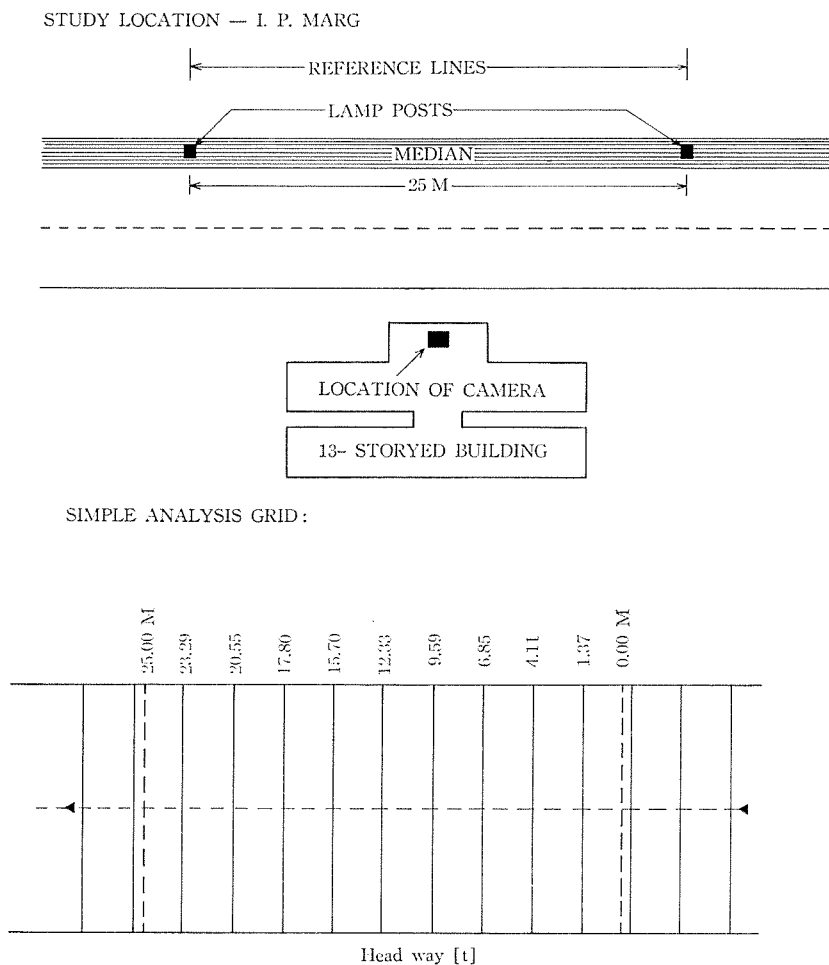 STUDY LOCATION — I. P. MARG
REFERENCE LINES
LAMP POSTS
MEDIAN
25 M
LOCATION OF CAMERA
13- STORYED BUILDING
SIMPLE ANALYSIS GRID :
25.00 M
23.29
20.55
17.80
15.70
12.33
9.59
6.85
4.11
1.37
0.00 M
Head way [t]